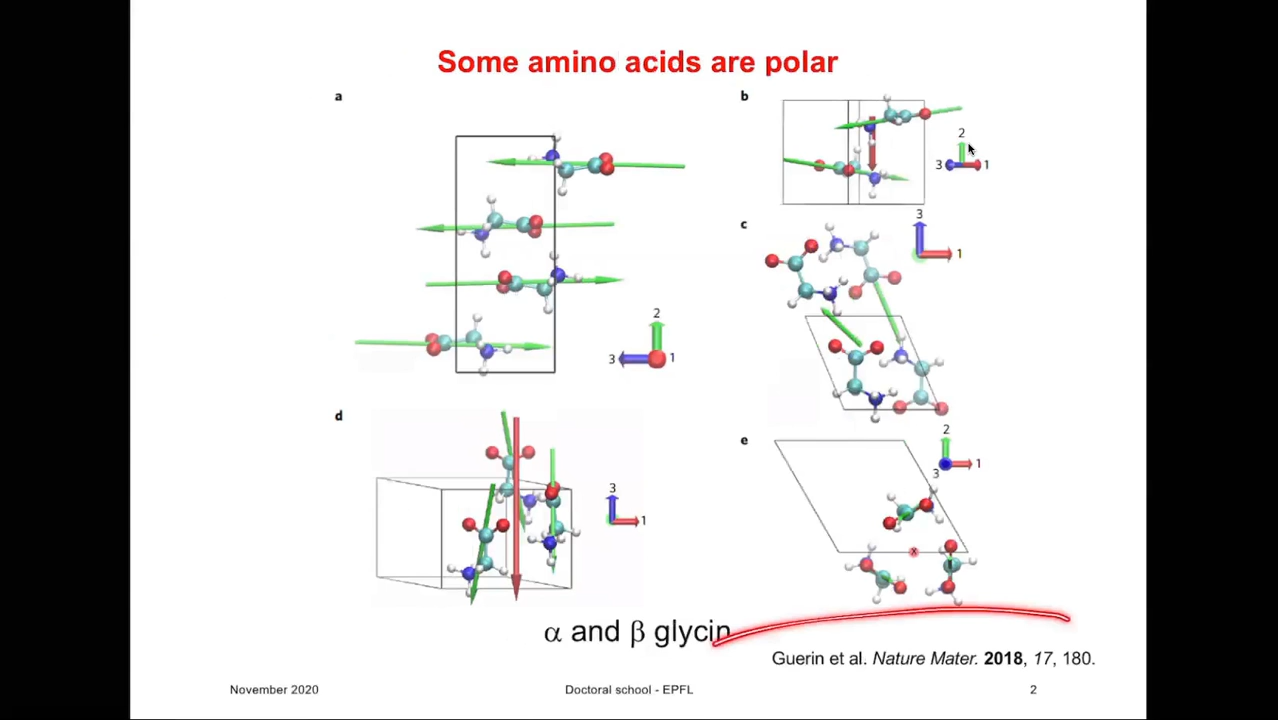 Some amino acids are polar
a
2
3
1
b
2
3
1
c
3
1
d
3
1
e
2
1
3
x
α and β glycin
Guerin et al. Nature Mater. 2018, 17, 180.
November 2020
Doctoral school - EPFL
2